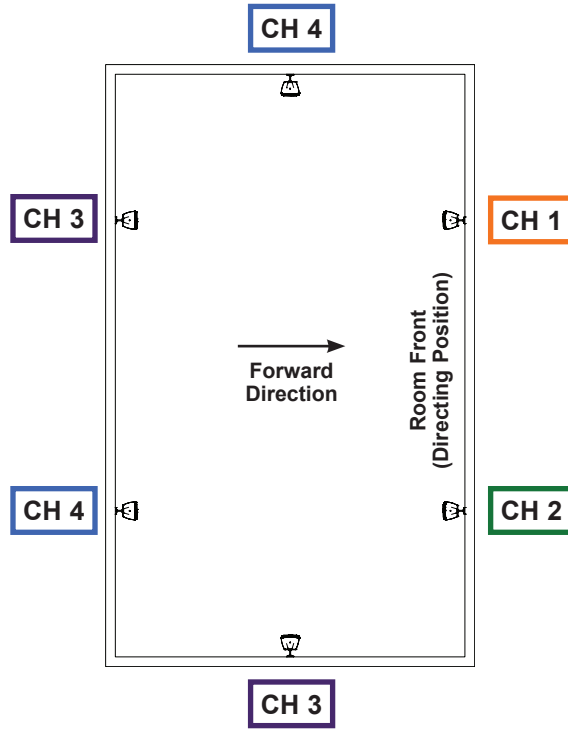 CH 4
CH 3
CH 1
Forward
Direction
Room Front
(Directing Position)
CH 4
CH 2
CH 3